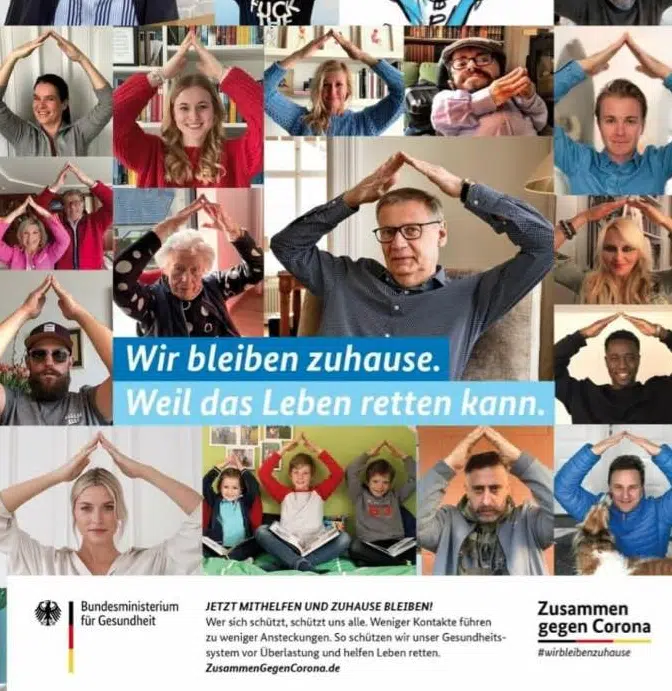 FUCK
Wir bleiben zuhause.
Weil das Leben retten kann.
Bundesministerium
für Gesundheit
JETZT MITHELFEN UND ZUHAUSE BLEIBEN!
Wer sich schützt, schützt uns alle. Weniger Kontakte führen
zu weniger Ansteckungen. So schützen wir unser Gesundheits-
system vor Überlastung und helfen Leben retten.
ZusammenGegenCorona.de
Zusammen
gegen Corona
#wirbleibenzuhause